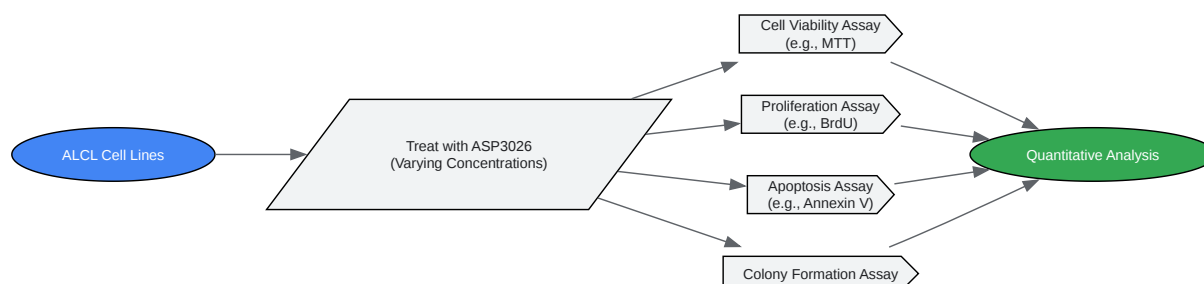 ALCL Cell Lines
Treat with ASP3026
(Varying Concentrations)
Cell Viability Assay
(e.g., MTT)
Proliferation Assay
(e.g., BrdU)
Apoptosis Assay
(e.g., Annexin V)
Colony Formation Assay
Quantitative Analysis